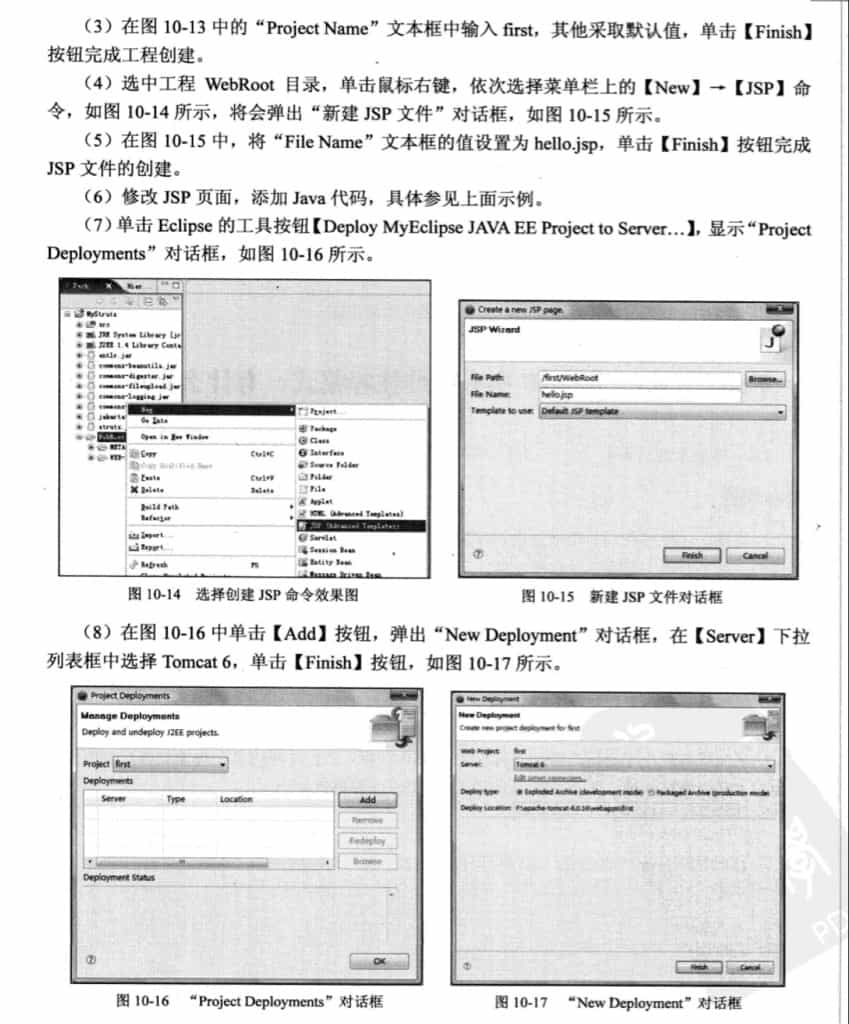 （3）在图 10-13 中的“Project Name”文本框中输入 first，其他采取默认值，单击【Finish】
按钮完成工程创建。
（4）选中工程 WebRoot 目录，单击鼠标右键，依次选择菜单栏上的【New】→【JSP】命
令，如图 10-14 所示，将会弹出“新建 JSP 文件”对话框，如图 10-15 所示。
（5）在图 10-15 中，将“File Name”文本框的值设置为 hello.jsp，单击【Finish】按钮完成
JSP 文件的创建。
（6）修改 JSP 页面，添加 Java 代码，具体参见上面示例。
（7）单击 Eclipse 的工具按钮【Deploy MyEclipse JAVA EE Project to Server…】，显示“Project
Deployments”对话框，如图 10-16 所示。
MyStruts
src
JRE System Library [jr
J2EE 1.4 Library Conta
antlr.jar
commons-beanutils.jar
commons-digester.jar
commons-fileupload.jar
commons-logging.jar
commons
jakarta
struts
WebRoot
META
WEB-
New
Go Into
Open in New Window
Copy Ctrl+C
Copy Qualified Name
Paste Ctrl+V
Delete Delete
Build Path
Refactor
Import...
Export...
Refresh F5
Project...
Package
Class
Interface
Source Folder
Folder
File
Applet
HTML (Advanced Templates)
JSP (Advanced Templates)
Servlet
Session Bean
Entity Bean
Message Driven Bean
Create a new JSP page.
JSP Wizard
File Path: /first/WebRoot Browse...
File Name: hello.jsp
Template to use: Default JSP template
Finish Cancel
图 10-14 选择创建 JSP 命令效果图
图 10-15 新建 JSP 文件对话框
（8）在图 10-16 中单击【Add】按钮，弹出“New Deployment”对话框，在【Server】下拉
列表框中选择 Tomcat 6，单击【Finish】按钮，如图 10-17 所示。
Project Deployments
Manage Deployments
Deploy and undeploy J2EE projects.
Project first
Deployments
Server Type Location
Add
Remove
Redeploy
Browse
Deployment Status
OK
New Deployment
New Deployment
Create new project deployment for first
Web Project: first
Server: Tomcat 6
Edit server connectors...
Deploy type: Exploded Archive (development mode) Packaged Archive (production mode)
Deploy Location: F:\apache-tomcat-6.0.16\webapps\first
Finish Cancel
图 10-16 “Project Deployments”对话框
图 10-17 “New Deployment”对话框
PD